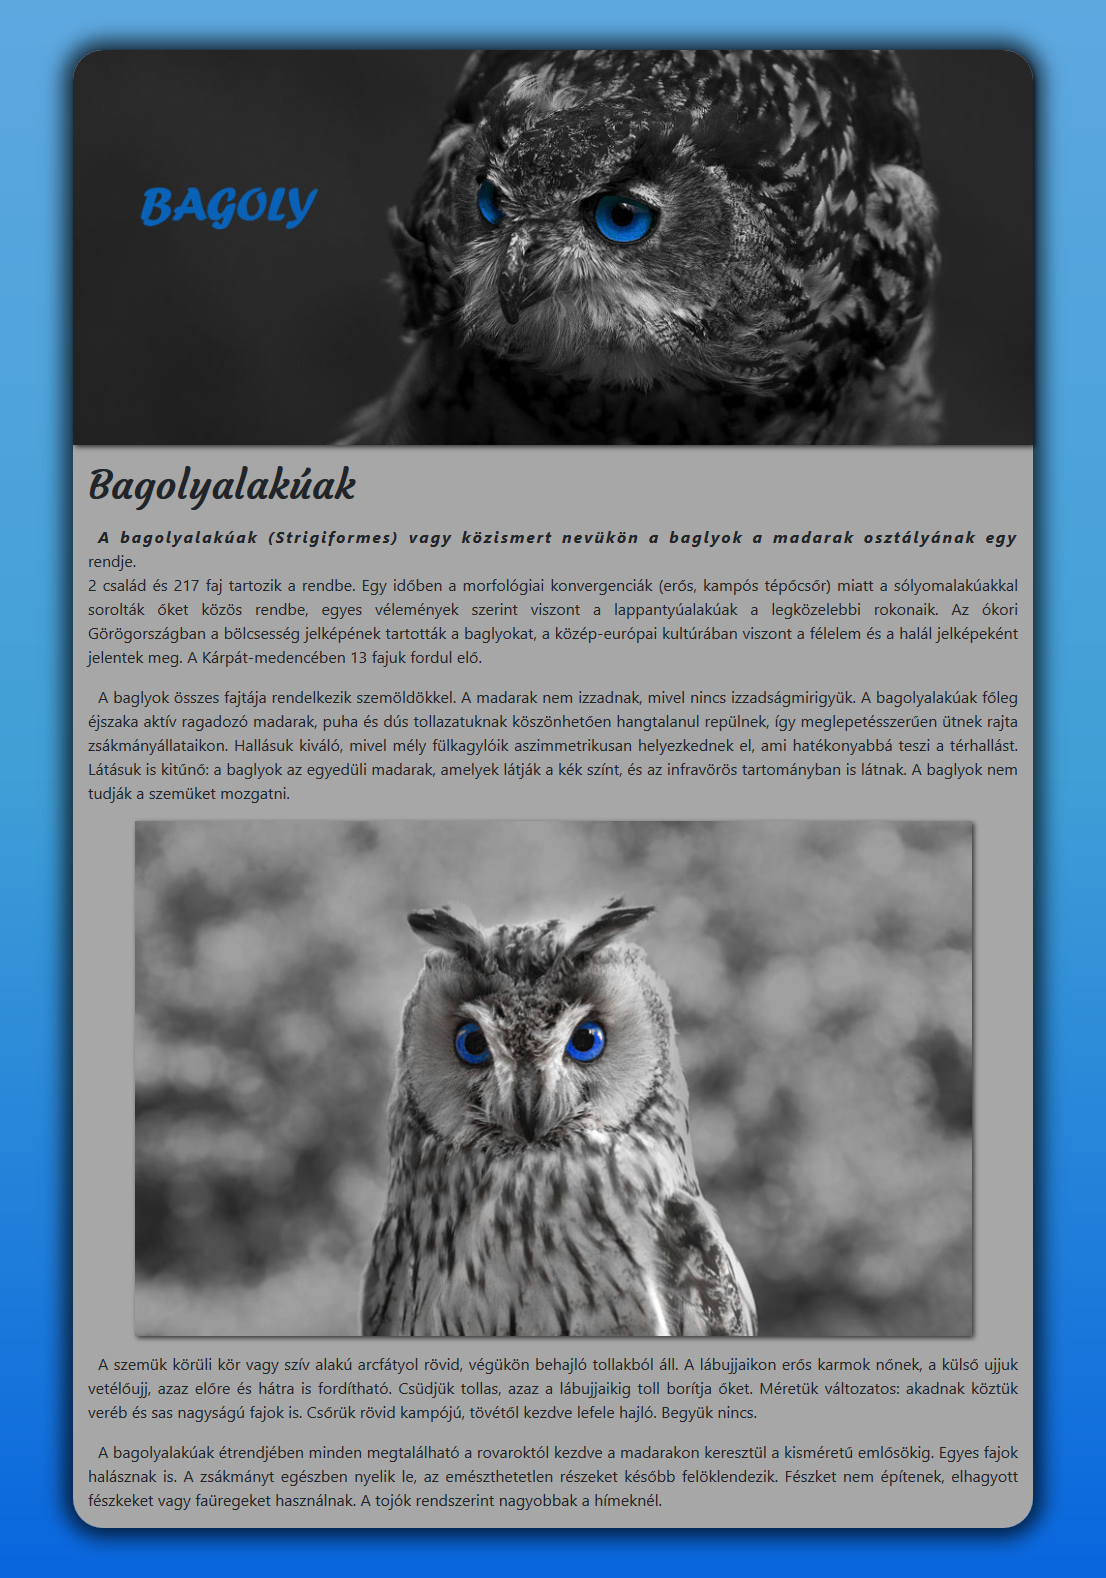 BAGOLY
Bagolyalakúak
A bagolyalakúak (Strigiformes) vagy közismert nevükön a baglyok a madarak osztályának egy
rendje.
2 család és 217 faj tartozik a rendbe. Egy időben a morfológiai konvergenciák (erős, kampós tépőcsőr) miatt a sólyomalakúakkal
sorolták őket közös rendbe, egyes vélemények szerint viszont a lappantyúalakúak a legközelebbi rokonaik. Az ókori
Görögországban a bölcsesség jelképének tartották a baglyokat, a közép-európai kultúrában viszont a félelem és a halál jelképeként
jelentek meg. A Kárpát-medencében 13 fajuk fordul elő.
A baglyok összes fajtája rendelkezik szemöldökkel. A madarak nem izzadnak, mivel nincs izzadságmirigyük. A bagolyalakúak főleg
éjszaka aktív ragadozó madarak, puha és dús tollazatuknak köszönhetően hangtalanul repülnek, így meglepetésszerűen ütnek rajta
zsákmányállataikon. Hallásuk kiváló, mivel mély fülkagylóik aszimmetrikusan helyezkednek el, ami hatékonyabbá teszi a térhallást.
Látásuk is kitűnő: a baglyok az egyedüli madarak, amelyek látják a kék színt, és az infravörös tartományban is látnak. A baglyok nem
tudják a szemüket mozgatni.
A szemük körüli kör vagy szív alakú arcfátyol rövid, végükön behajló tollakból áll. A lábujjaikon erős karmok nőnek, a külső ujjuk
vetélőujj, azaz előre és hátra is fordítható. Csüdjük tollas, azaz a lábujjaikig toll borítja őket. Méretük változatos: akadnak köztük
veréb és sas nagyságú fajok is. Csőrük rövid kampójú, tövétől kezdve lefele hajló. Begyük nincs.
A bagolyalakúak étrendjében minden megtalálható a rovaroktól kezdve a madarakon keresztül a kisméretű emlősökig. Egyes fajok
halásznak is. A zsákmányt egészben nyelik le, az emészthetetlen részeket később felöklendezik. Fészket nem építenek, elhagyott
fészkeket vagy faüregeket használnak. A tojók rendszerint nagyobbak a hímeknél.